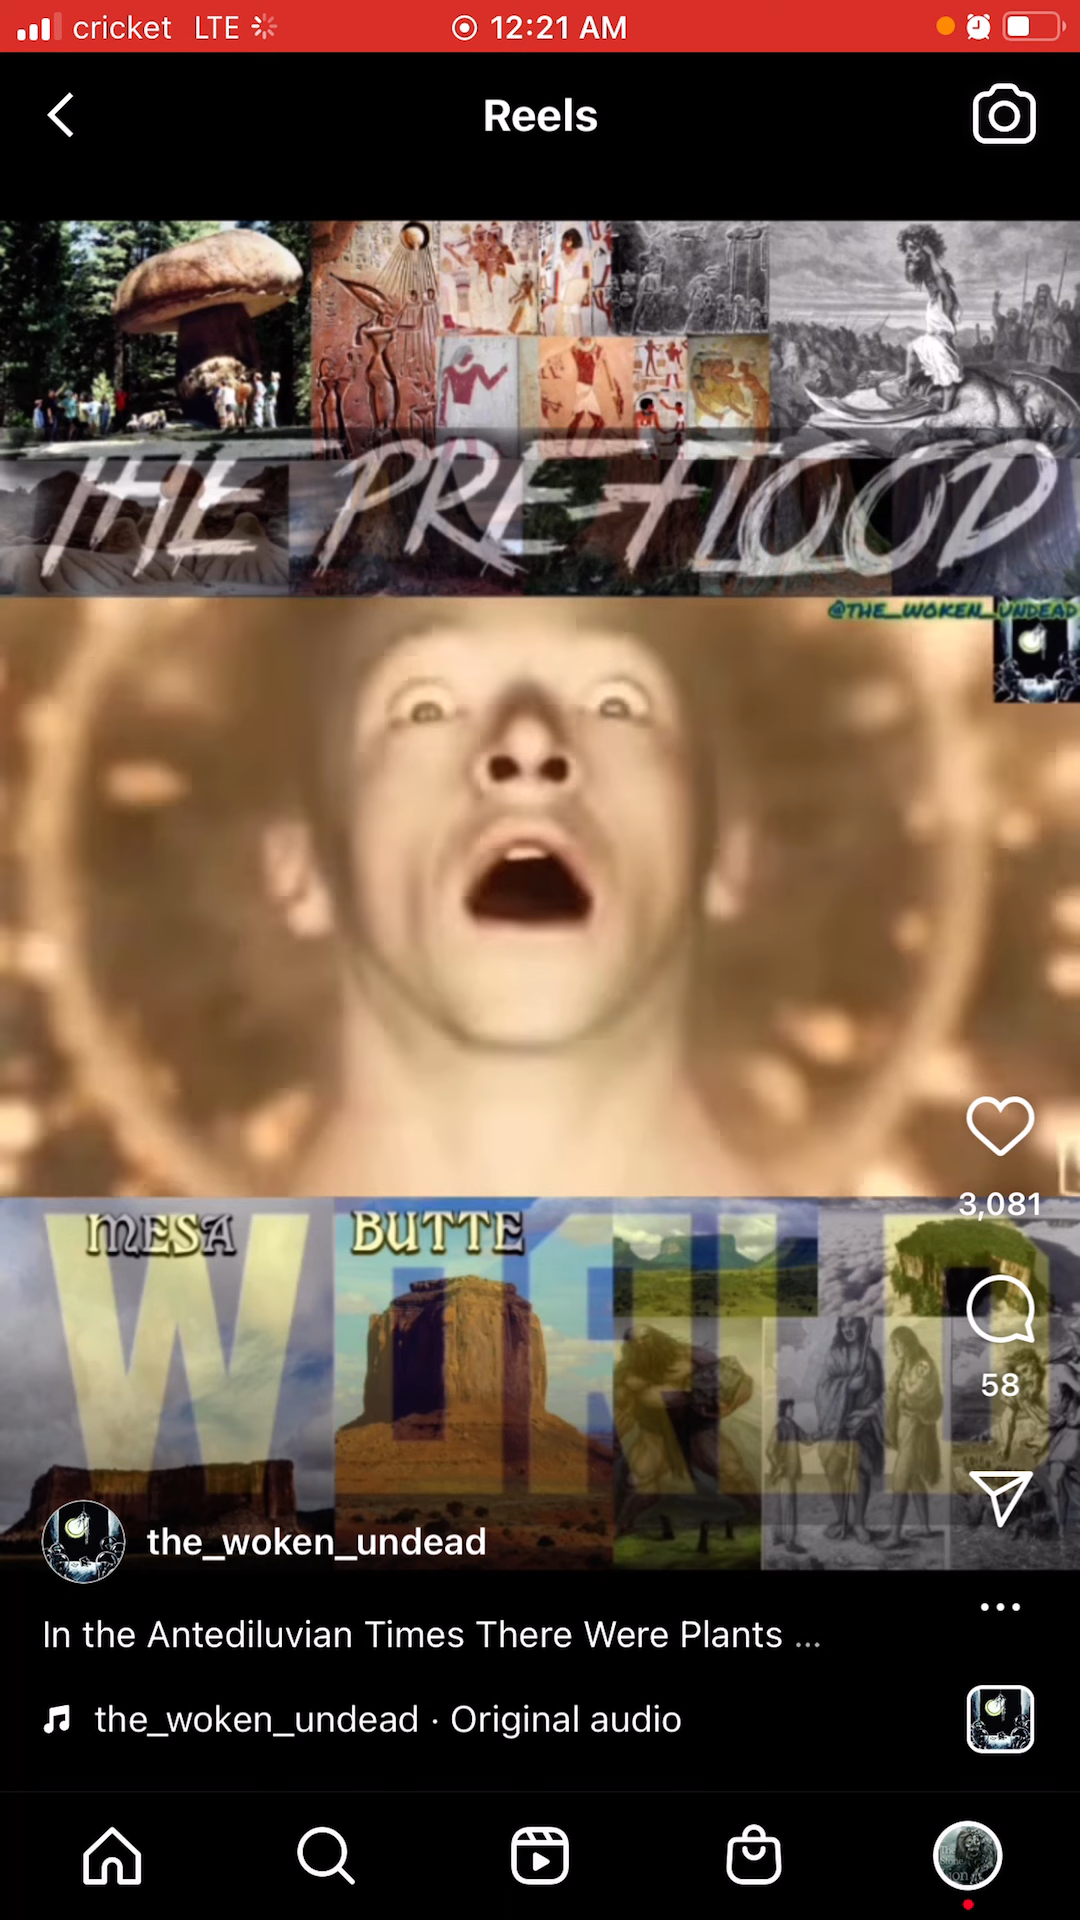 cricket LTE 12:21 AM
Reels
THE PRE-FLOOD
@THE_WOKEN_UNDEAD
MESA BUTTE
WORLD
3,081
58
the_woken_undead
In the Antediluvian Times There Were Plants ...
the_woken_undead · Original audio